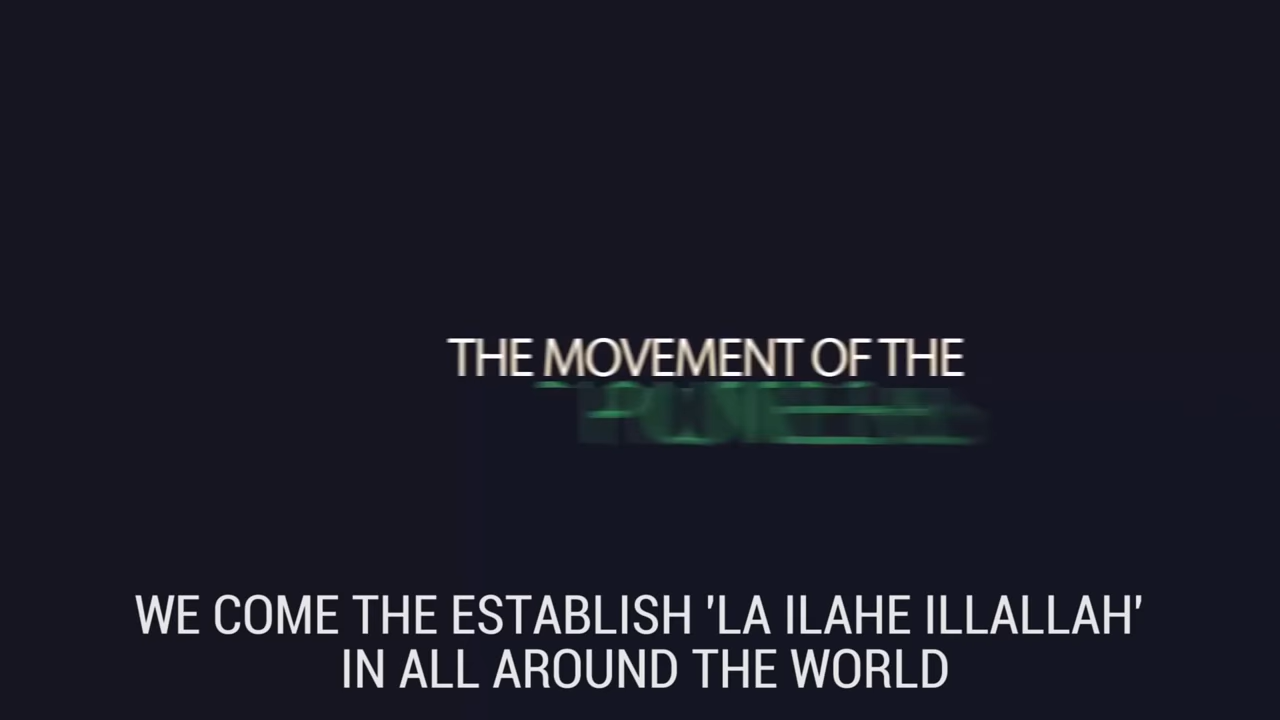 THE MOVEMENT OF THE
WE COME THE ESTABLISH 'LA ILAHE ILLALLAH'
IN ALL AROUND THE WORLD